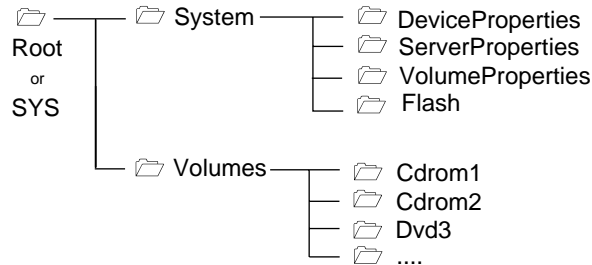 Root
or
SYS
System
DeviceProperties
ServerProperties
VolumeProperties
Flash
Volumes
Cdrom1
Cdrom2
Dvd3
....